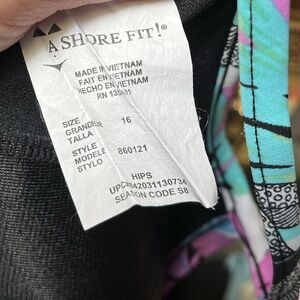 A SHORE FIT!®
MADE IN VIETNAM
FAIT EN VIETNAM
HECHO EN VIETNAM
RN
SIZE
GRANDEUR 16
TALLA
STYLE
MODELE 860121
STYLO
HIPS
SEASON CODE S8